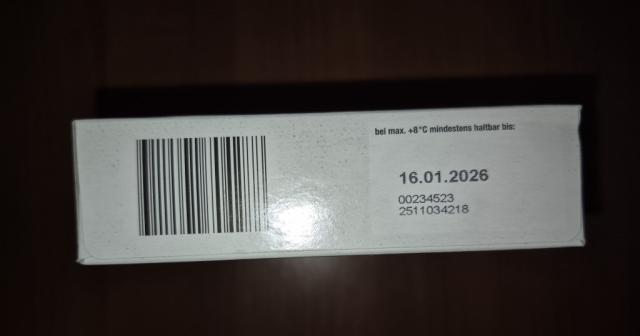 bei max. +8°C mindestens haltbar bis:
16.01.2026
00234523
2511034218